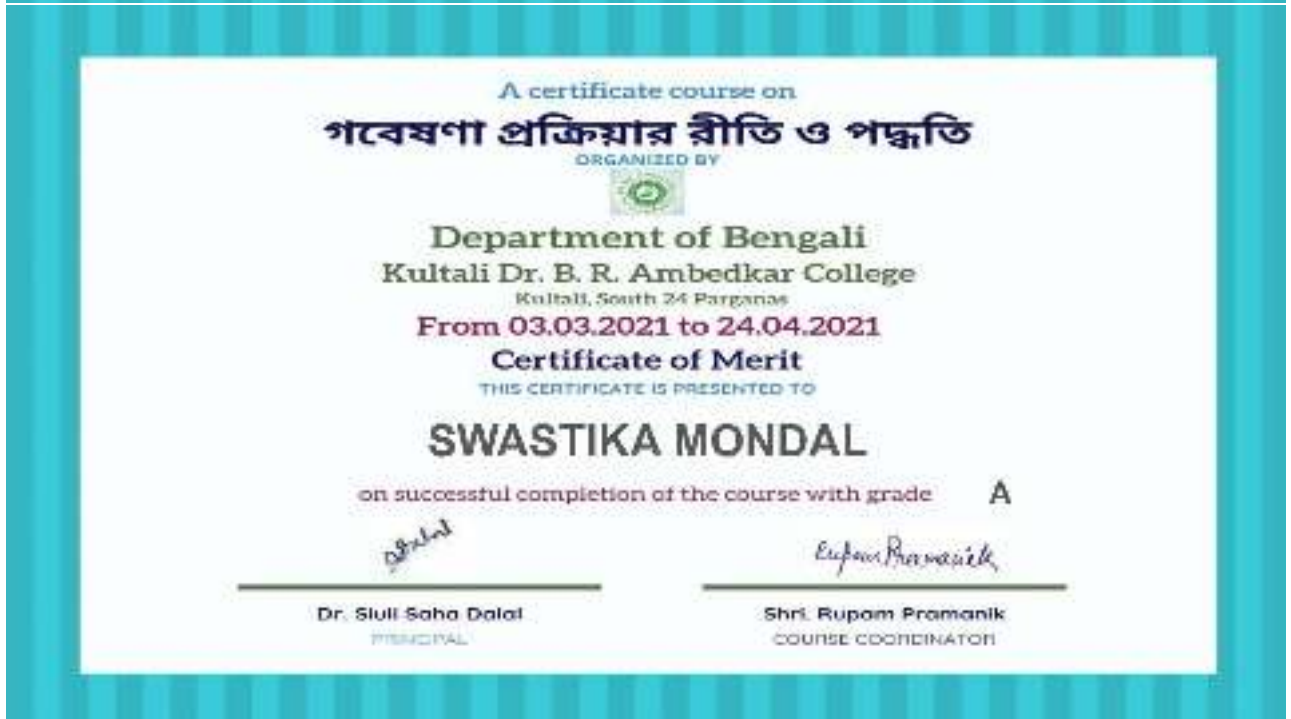 A certificate course on
গবেষণা প্রক্রিয়ার রীতি ও পদ্ধতি
ORGANIZED BY
Department of Bengali
Kultali Dr. B. R. Ambedkar College
Kultali, South 24 Parganas
From 03.03.2021 to 24.04.2021
Certificate of Merit
THIS CERTIFICATE IS PRESENTED TO
SWASTIKA MONDAL
on successful completion of the course with grade A
Rupam Pramanik
Dr. Siuli Saha Dalal
Shri. Rupam Pramanik
PRINCIPAL
COURSE COORDINATOR